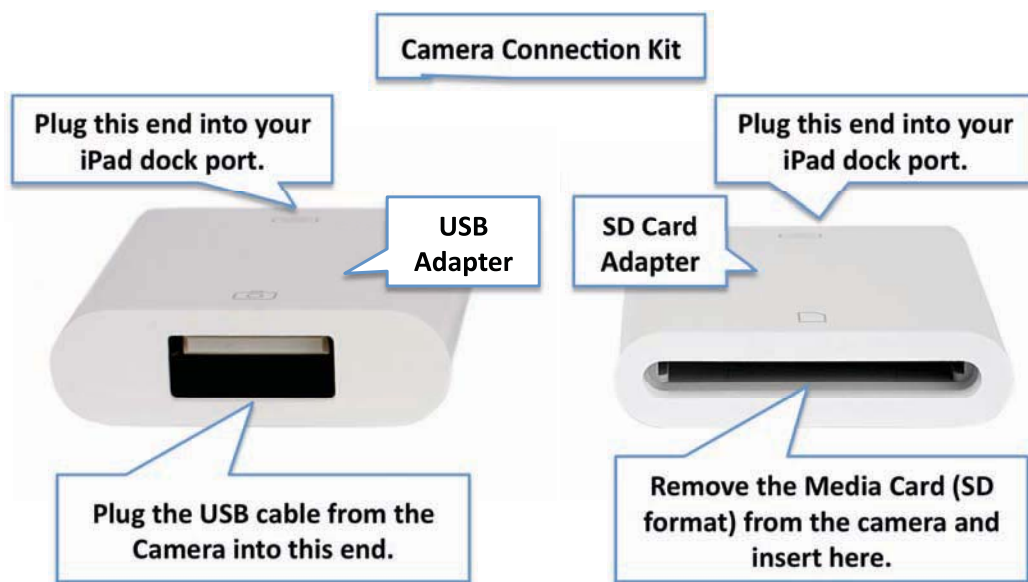 Camera Connection Kit
Plug this end into your
iPad dock port.
Plug this end into your
iPad dock port.
USB
Adapter
SD Card
Adapter
Plug the USB cable from the
Camera into this end.
Remove the Media Card (SD
format) from the camera and
insert here.